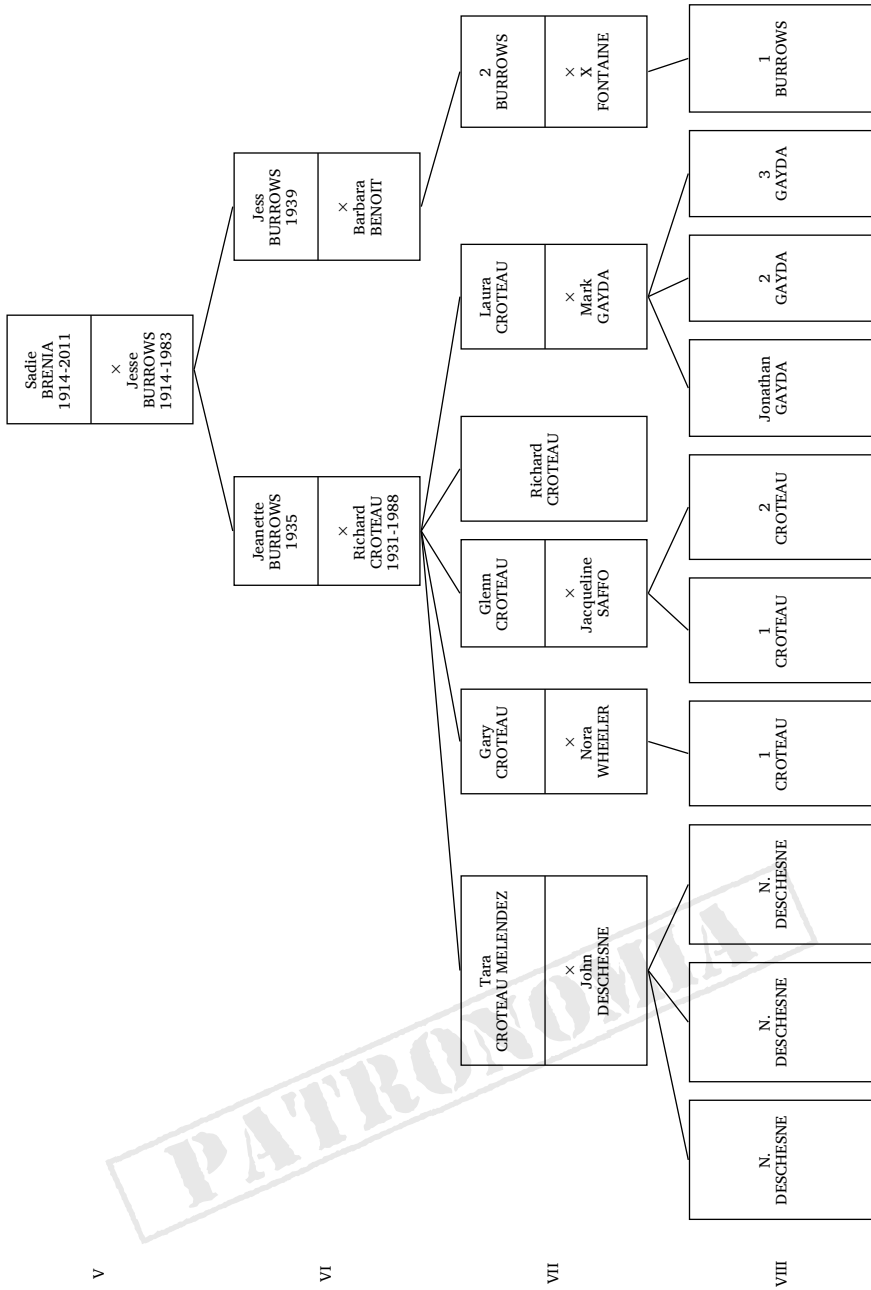 V
Sadie
BRENIA
1914-2011
×
Jesse
BURROWS
1914-1983
VI
Jeanette
BURROWS
1935
×
Richard
CROTEAU
1931-1988
Jess
BURROWS
1939
×
Barbara
BENOIT
VII
Tara
CROTEAU MELENDEZ
×
John
DESCHESNE
Gary
CROTEAU
×
Nora
WHEELER
Glenn
CROTEAU
×
Jacqueline
SAFFO
Richard
CROTEAU
Laura
CROTEAU
×
Mark
GAYDA
2
BURROWS
×
X
FONTAINE
VIII
N.
DESCHESNE
N.
DESCHESNE
N.
DESCHESNE
1
CROTEAU
1
CROTEAU
2
CROTEAU
Jonathan
GAYDA
2
GAYDA
3
GAYDA
1
BURROWS
PATRONOMIA